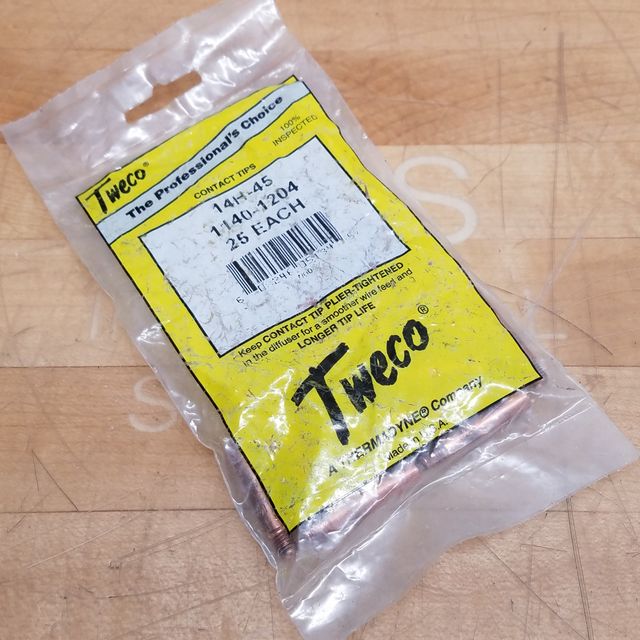 Tweco®
The Professional's Choice
100%
INSPECTED
CONTACT TIPS
14H-45
1140-1204
25 EACH
Keep CONTACT TIP PLIER-TIGHTENED
in the diffuser for a smoother wire feed and
LONGER TIP LIFE
Tweco®
A THERMADYNE® Company
Made in U.S.A.